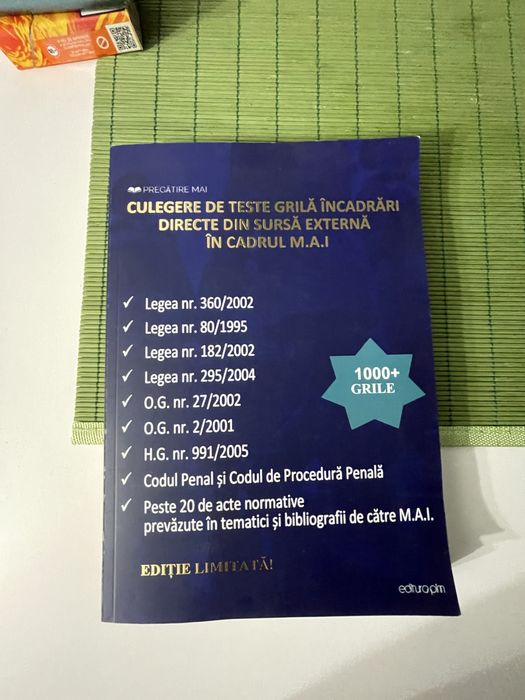 PREGĂTIRE MAI
CULEGERE DE TESTE GRILĂ ÎNCADRĂRI
DIRECTE DIN SURSĂ EXTERNĂ
ÎN CADRUL M.A.I
✓ Legea nr. 360/2002
✓ Legea nr. 80/1995
✓ Legea nr. 182/2002
✓ Legea nr. 295/2004
✓ O.G. nr. 27/2002
✓ O.G. nr. 2/2001
✓ H.G. nr. 991/2005
✓ Codul Penal și Codul de Procedură Penală
✓ Peste 20 de acte normative
prevăzute în tematici și bibliografii de către M.A.I.
1000+
GRILE
EDIȚIE LIMITATĂ!
editura pim